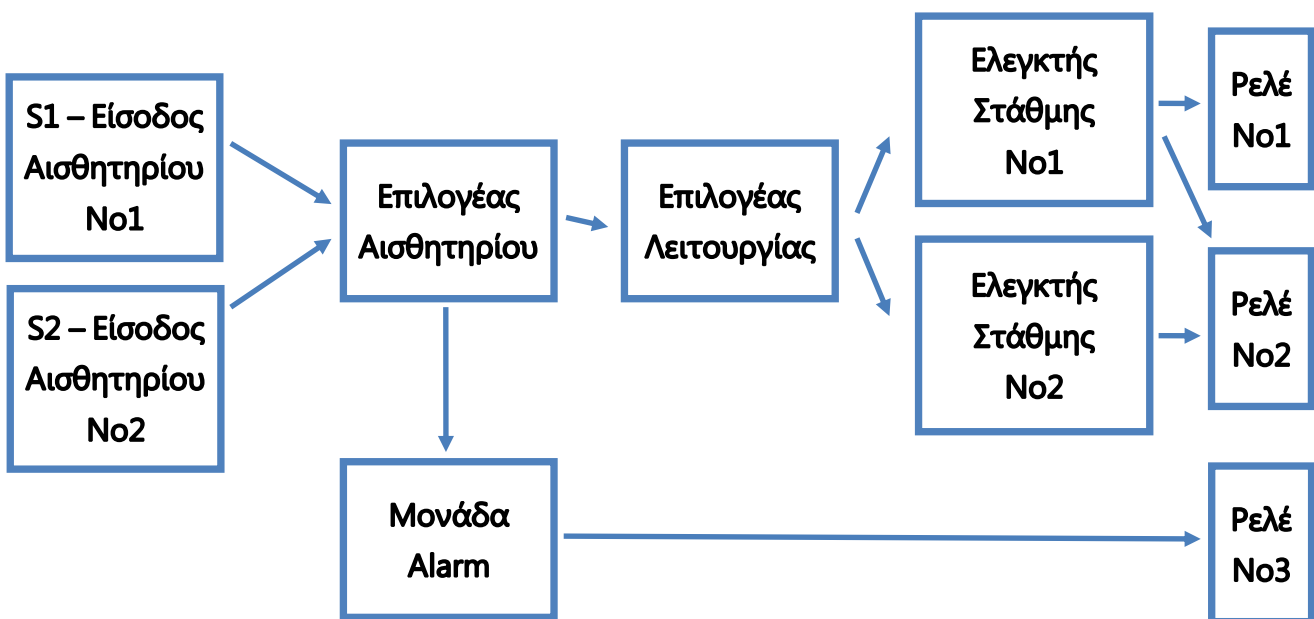 S1 – Είσοδος
Αισθητηρίου
No1
S2 – Είσοδος
Αισθητηρίου
No2
Επιλογέας
Αισθητηρίου
Επιλογέας
Λειτουργίας
Ελεγκτής
Στάθμης
No1
Ελεγκτής
Στάθμης
No2
Ρελέ
No1
Ρελέ
No2
Μονάδα
Alarm
Ρελέ
No3